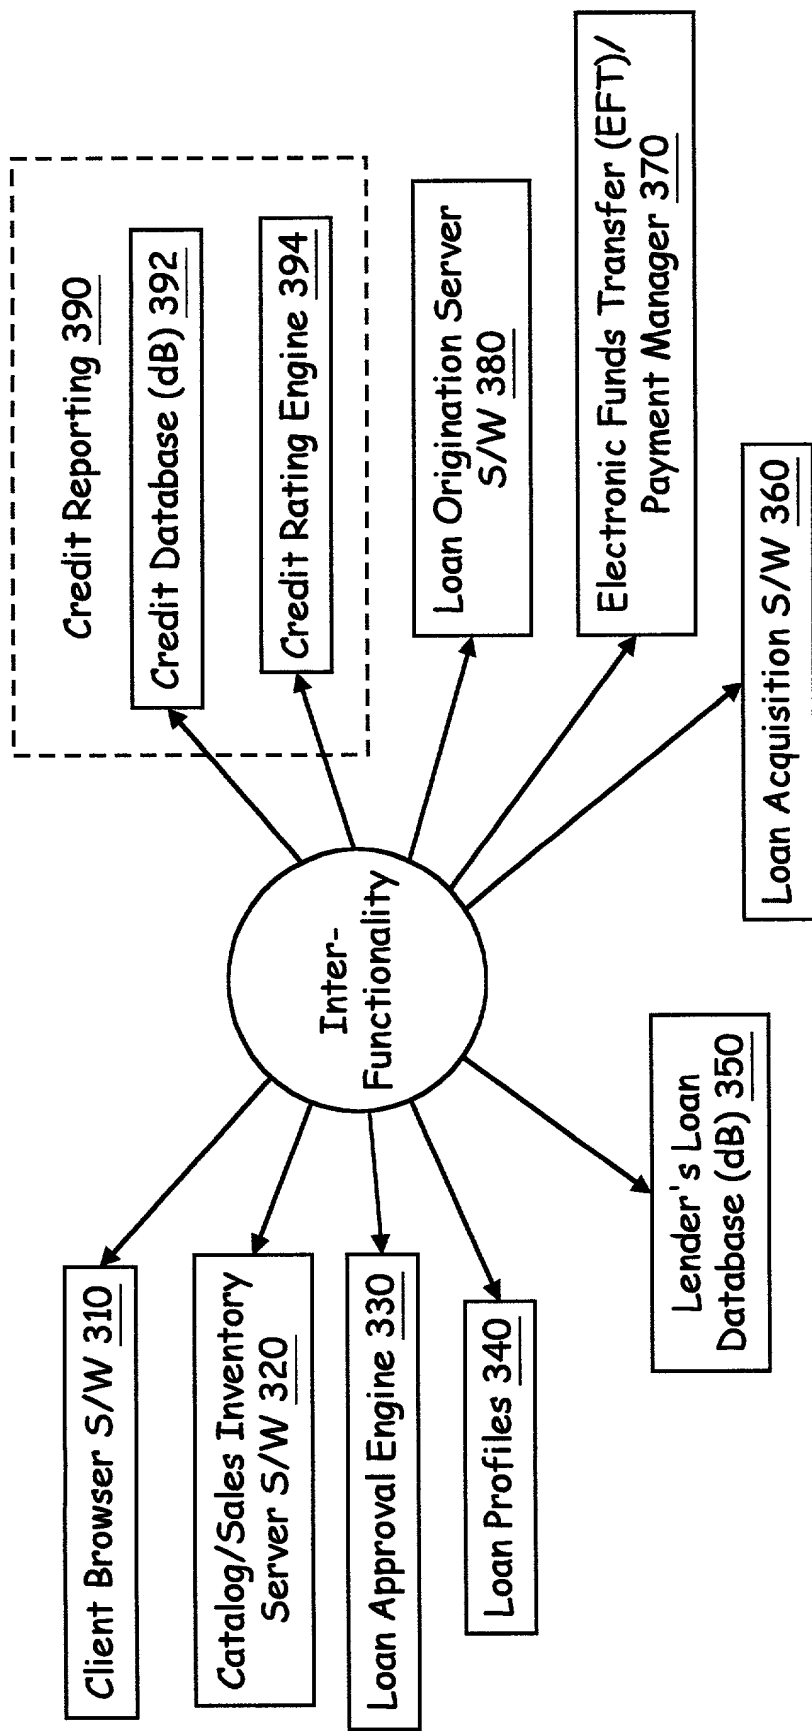 Client Browser S/W 310
Catalog/Sales Inventory
Server S/W 320
Loan Approval Engine 330
Loan Profiles 340
Lender's Loan
Database (dB) 350
Inter-
Functionality
Credit Reporting 390
Credit Database (dB) 392
Credit Rating Engine 394
Loan Origination Server
S/W 380
Electronic Funds Transfer (EFT)/
Payment Manager 370
Loan Acquisition S/W 360